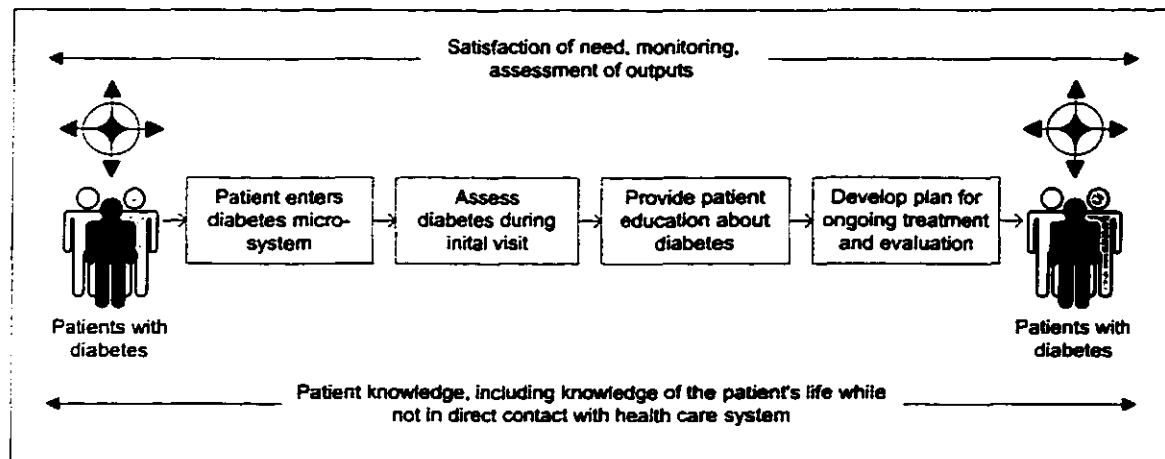 Satisfaction of need, monitoring,
assessment of outputs
Patient enters
diabetes micro-
system
Assess
diabetes during
inital visit
Provide patient
education about
diabetes
Develop plan for
ongoing treatment
and evaluation
Patients with
diabetes
Patients with
diabetes
Patient knowledge, including knowledge of the patient's life while
not in direct contact with health care system